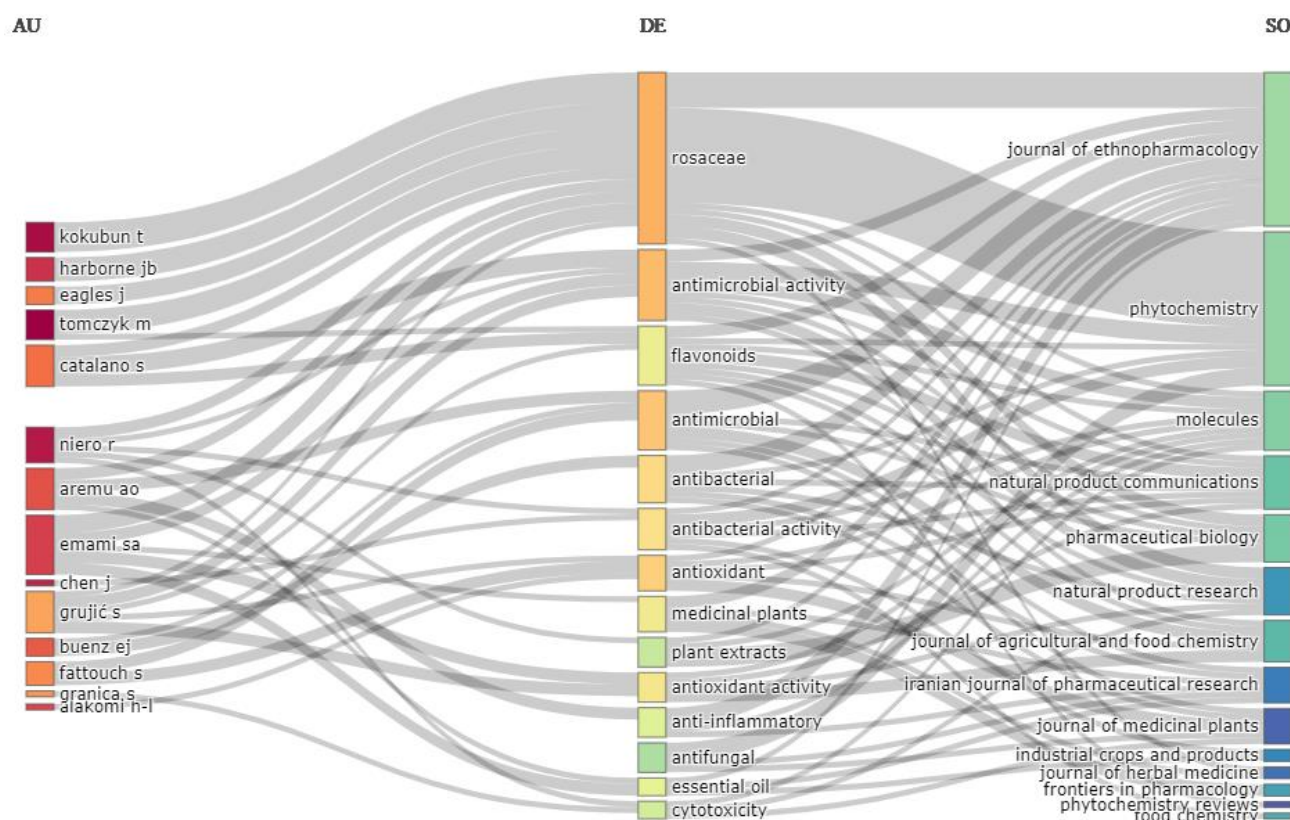 AU
DE
SO
kokubun t
harborne jb
eagles j
tomczyk m
catalano s
niero r
aremu ao
emami sa
chen j
grujić s
buenz ej
fattouch s
granica s
alakomi h-l
rosaceae
antimicrobial activity
flavonoids
antimicrobial
antibacterial
antibacterial activity
antioxidant
medicinal plants
plant extracts
antioxidant activity
anti-inflammatory
antifungal
essential oil
cytotoxicity
journal of ethnopharmacology
phytochemistry
molecules
natural product communications
pharmaceutical biology
natural product research
journal of agricultural and food chemistry
iranian journal of pharmaceutical research
journal of medicinal plants
industrial crops and products
journal of herbal medicine
frontiers in pharmacology
phytochemistry reviews
food chemistry